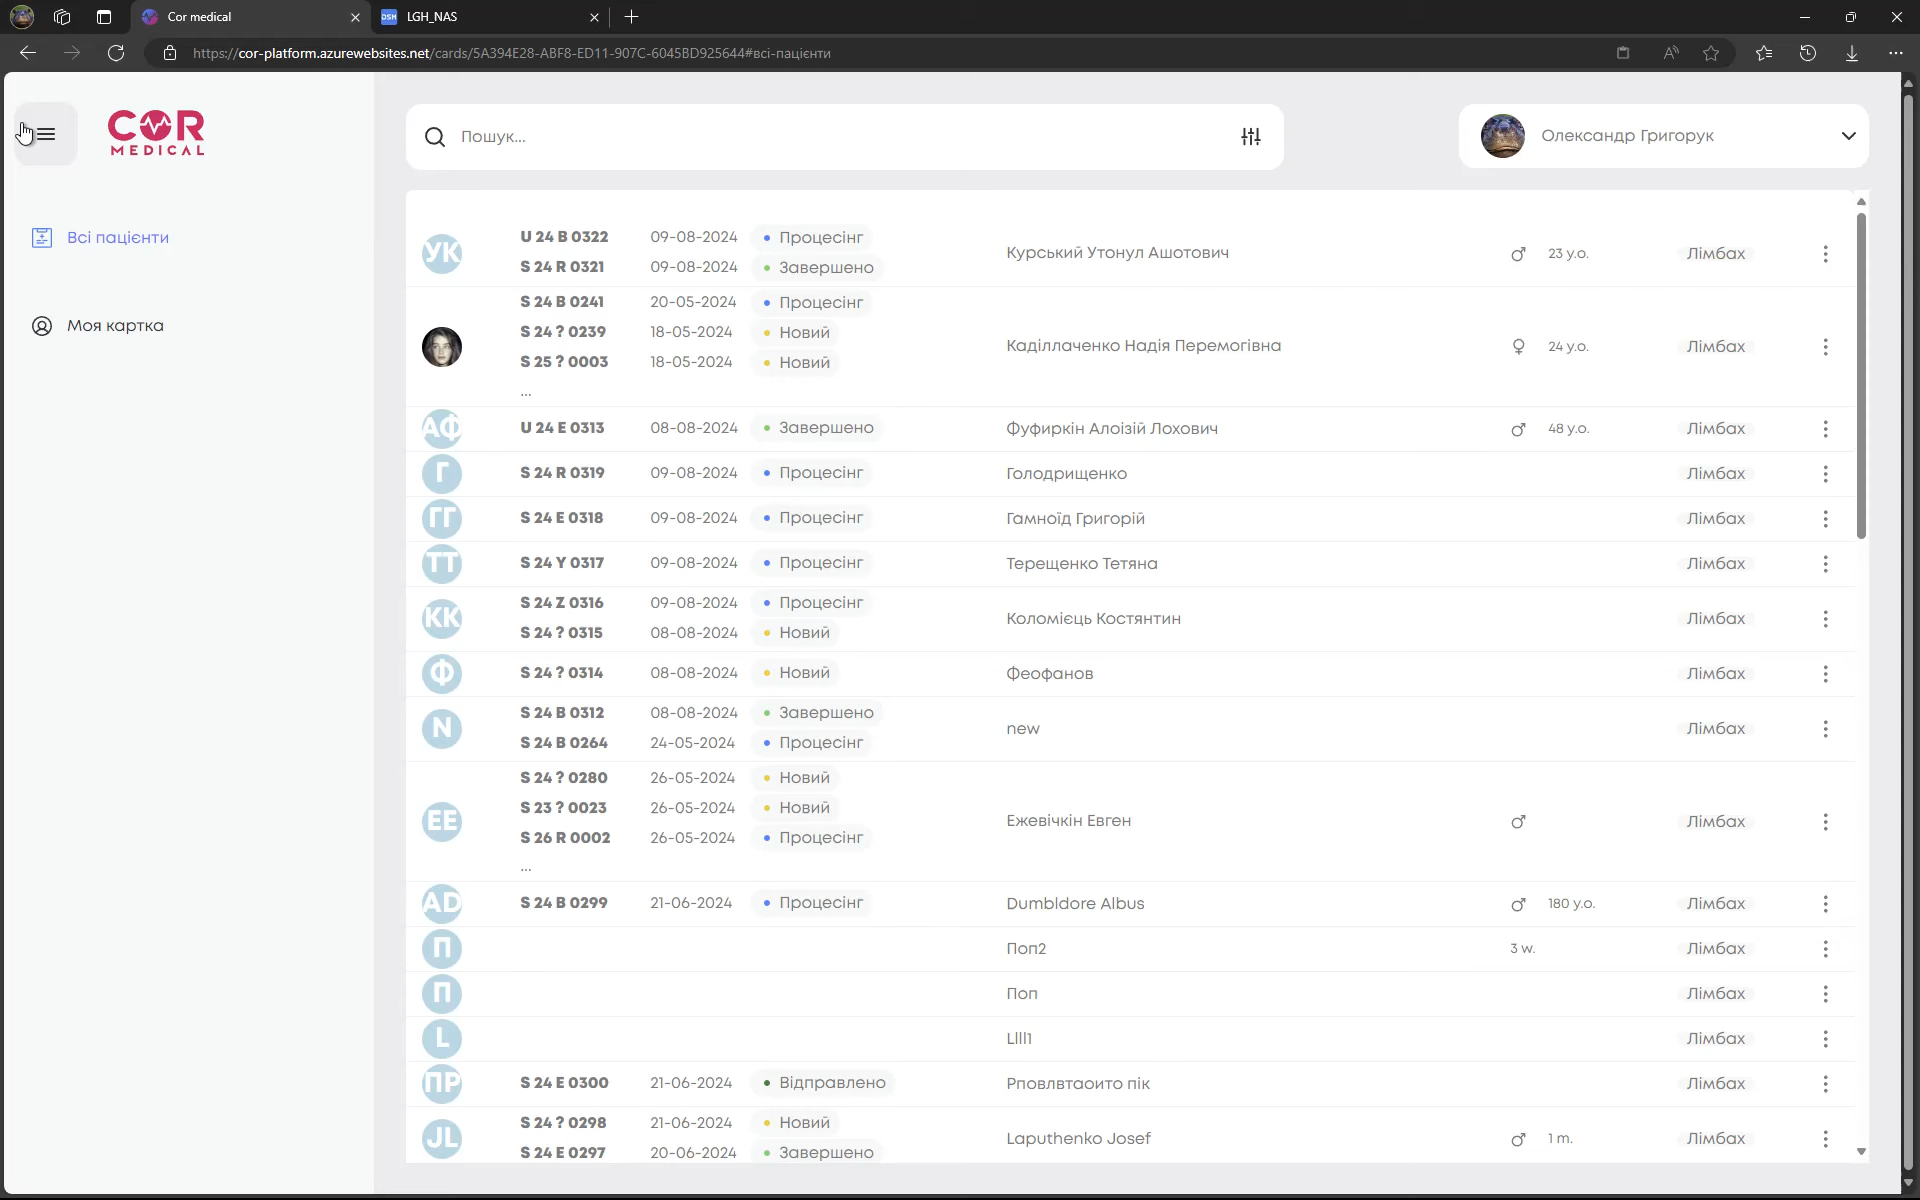 Cor medical
LGH_NAS
https://cor-platform.azurewebsites.net/cards/5A394E28-ABF8-ED11-907C-6045BD925644#всі-пацієнти
COR
MEDICAL
Пошук...
Олександр Григорук
Всі пацієнти
Моя картка
УК
U 24 B 0322 09-08-2024 Процесінг
S 24 R 0321 09-08-2024 Завершено
Курський Утонул Ашотович 23 y.o. Лімбах
S 24 B 0241 20-05-2024 Процесінг
S 24 ? 0239 18-05-2024 Новий
S 25 ? 0003 18-05-2024 Новий
...
Каділлаченко Надія Перемогівна 24 y.o. Лімбах
АФ U 24 E 0313 08-08-2024 Завершено Фуфиркін Алоізій Лохович 48 y.o. Лімбах
Г S 24 R 0319 09-08-2024 Процесінг Голодрищенко Лімбах
ГГ S 24 E 0318 09-08-2024 Процесінг Гамноїд Григорій Лімбах
ТТ S 24 Y 0317 09-08-2024 Процесінг Терещенко Тетяна Лімбах
КК
S 24 Z 0316 09-08-2024 Процесінг
S 24 ? 0315 08-08-2024 Новий
Коломієць Костянтин Лімбах
Ф S 24 ? 0314 08-08-2024 Новий Феофанов Лімбах
N
S 24 B 0312 08-08-2024 Завершено
S 24 B 0264 24-05-2024 Процесінг
new Лімбах
ЕЕ
S 24 ? 0280 26-05-2024 Новий
S 23 ? 0023 26-05-2024 Новий
S 26 R 0002 26-05-2024 Процесінг
...
Ежевічкін Евген Лімбах
AD S 24 B 0299 21-06-2024 Процесінг Dumbldore Albus 180 y.o. Лімбах
П Поп2 3 w. Лімбах
П Поп Лімбах
L Llll1 Лімбах
ПР S 24 E 0300 21-06-2024 Відправлено Рповлвтаоито пік Лімбах
JL
S 24 ? 0298 21-06-2024 Новий
S 24 E 0297 20-06-2024 Завершено
Laputhenko Josef 1 m. Лімбах